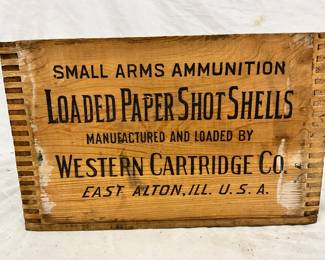 SMALL ARMS AMMUNITION
LOADED PAPER SHOT SHELLS
MANUFACTURED AND LOADED BY
WESTERN CARTRIDGE CO.
EAST ALTON, ILL. U. S. A.